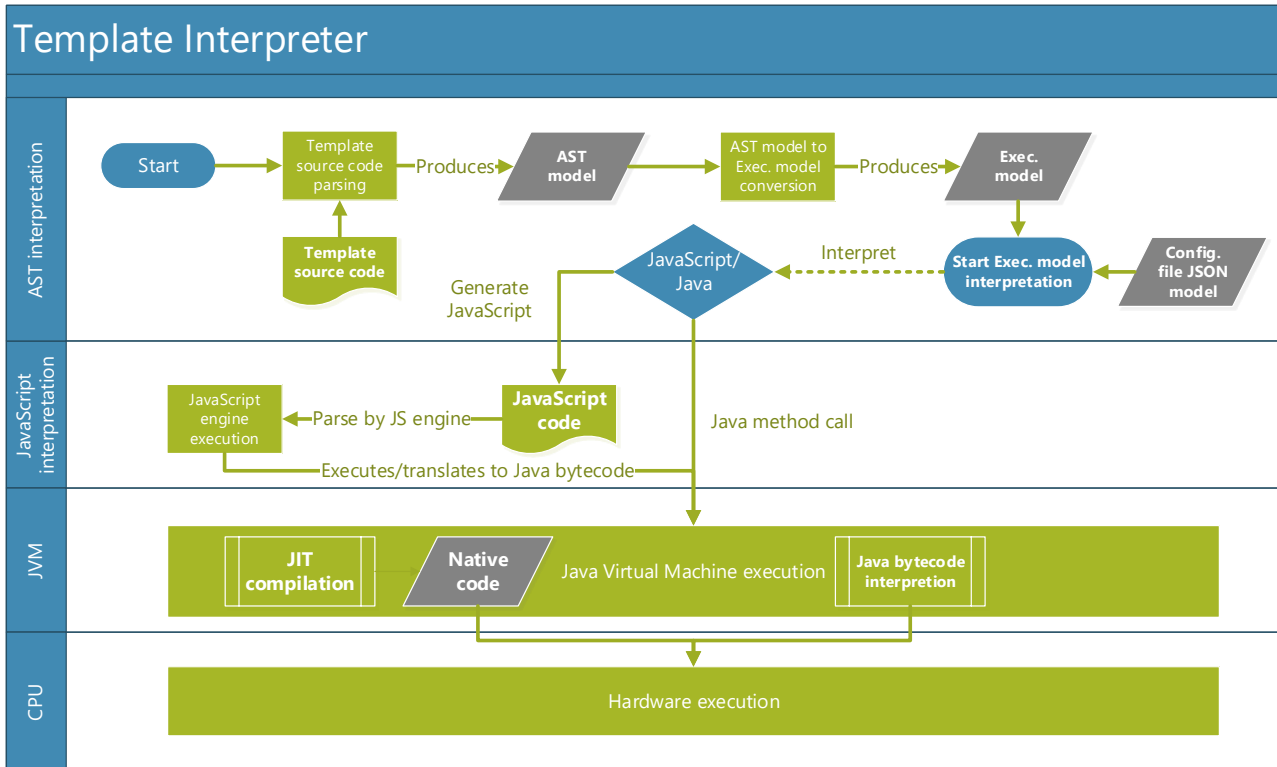 Template Interpreter
AST interpretation
Start
Template
source code
parsing
Produces
AST
model
AST model to
Exec. model
conversion
Produces
Exec.
model
Template
source code
JavaScript/
Java
Interpret
Start Exec. model
interpretation
Config.
file JSON
model
Generate
JavaScript
JavaScript
interpretation
JavaScript
engine
execution
Parse by JS engine
JavaScript
code
Java method call
Executes/translates to Java bytecode
JVM
JIT
compilation
Native
code
Java Virtual Machine execution
Java bytecode
interpretion
CPU
Hardware execution